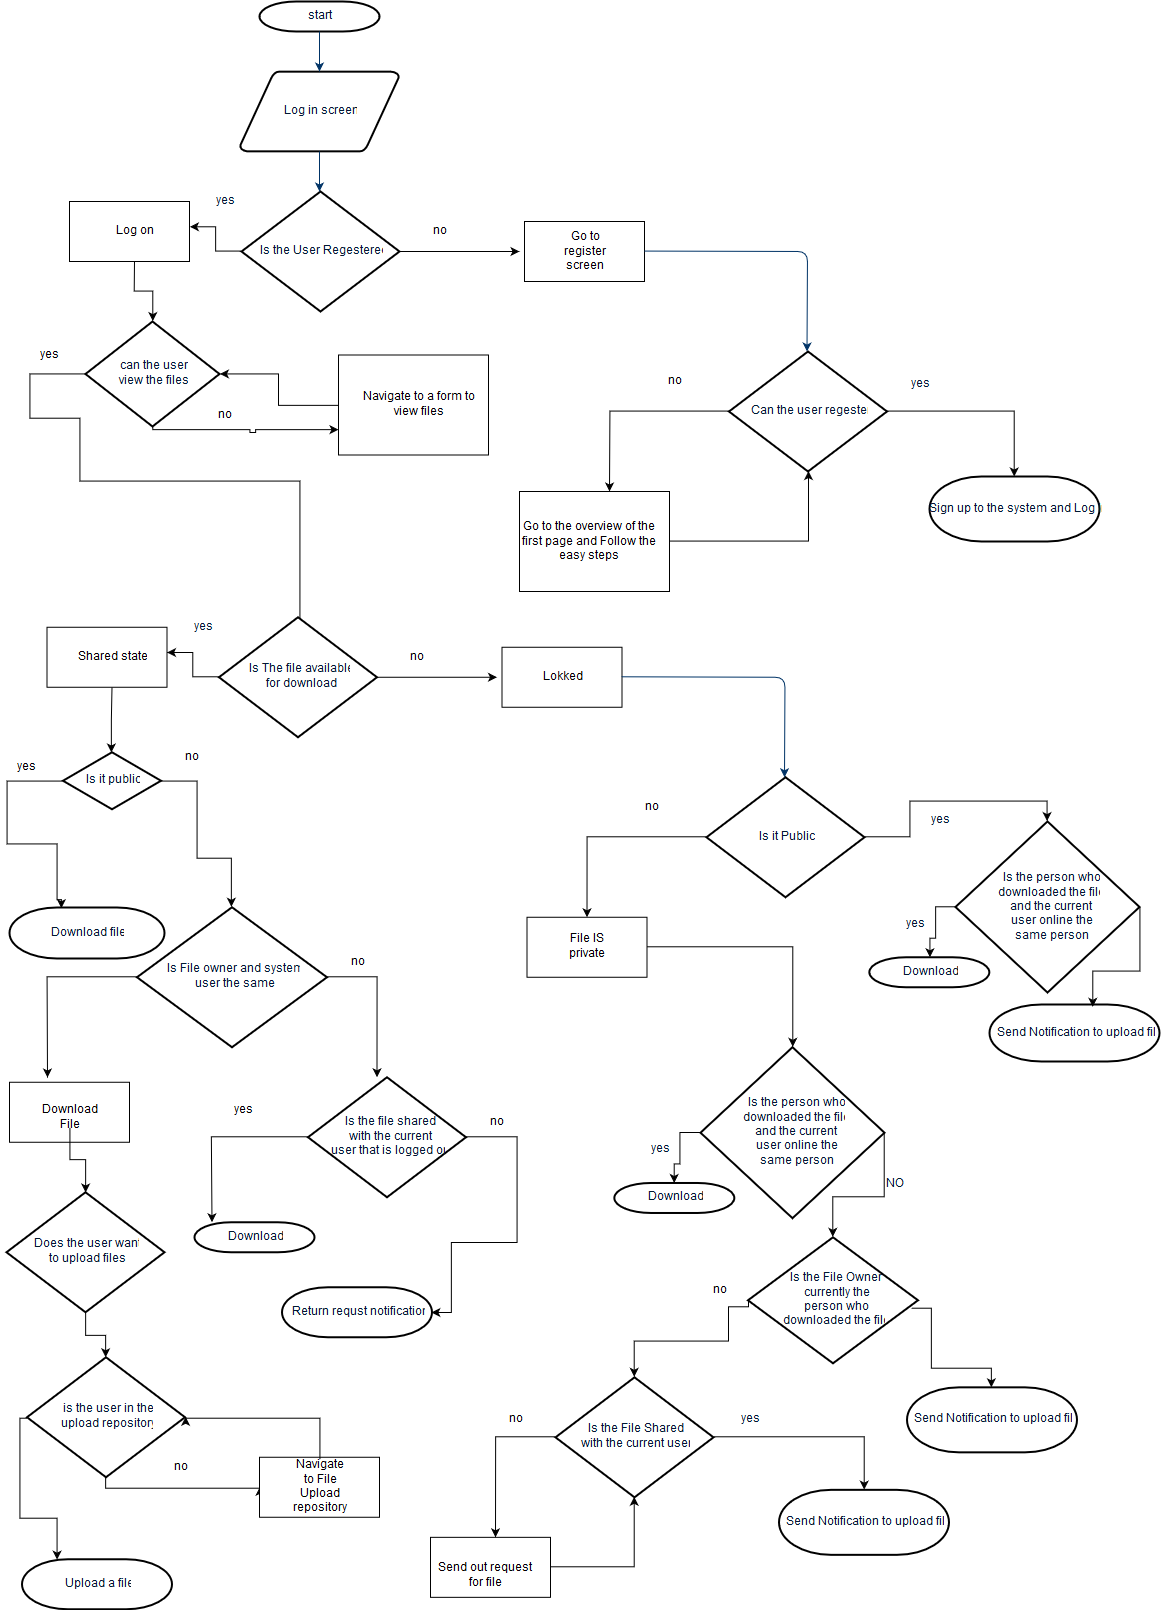 start
Log in screen
yes
Log on
Is the User Regestered
no
Go to
register
screen
yes
can the user
view the files
no
Navigate to a form to
view files
no
Can the user regeste
yes
Go to the overview of the
first page and Follow the
easy steps
Sign up to the system and Log
Shared state
yes
Is The file available
for download
no
Lokked
yes
Is it public
no
no
Is it Public
yes
Is the person who
downloaded the file
and the current
user online the
same person
yes
Download
Send Notification to upload fil
Download file
Is File owner and system
user the same
no
File IS
private
Download
File
yes
Is the file shared
with the current
user that is logged ou
no
Is the person who
downloaded the file
and the current
user online the
same person
yes
Download
NO
Does the user wan
to upload files
Download
Return requst notification
no
Is the File Owner
currently the
person who
downloaded the file
is the user in the
upload repository
no
Navigate
to File
Upload
repository
no
Is the File Shared
with the current user
yes
Send Notification to upload fil
Send Notification to upload fil
Send out request
for file
Upload a file